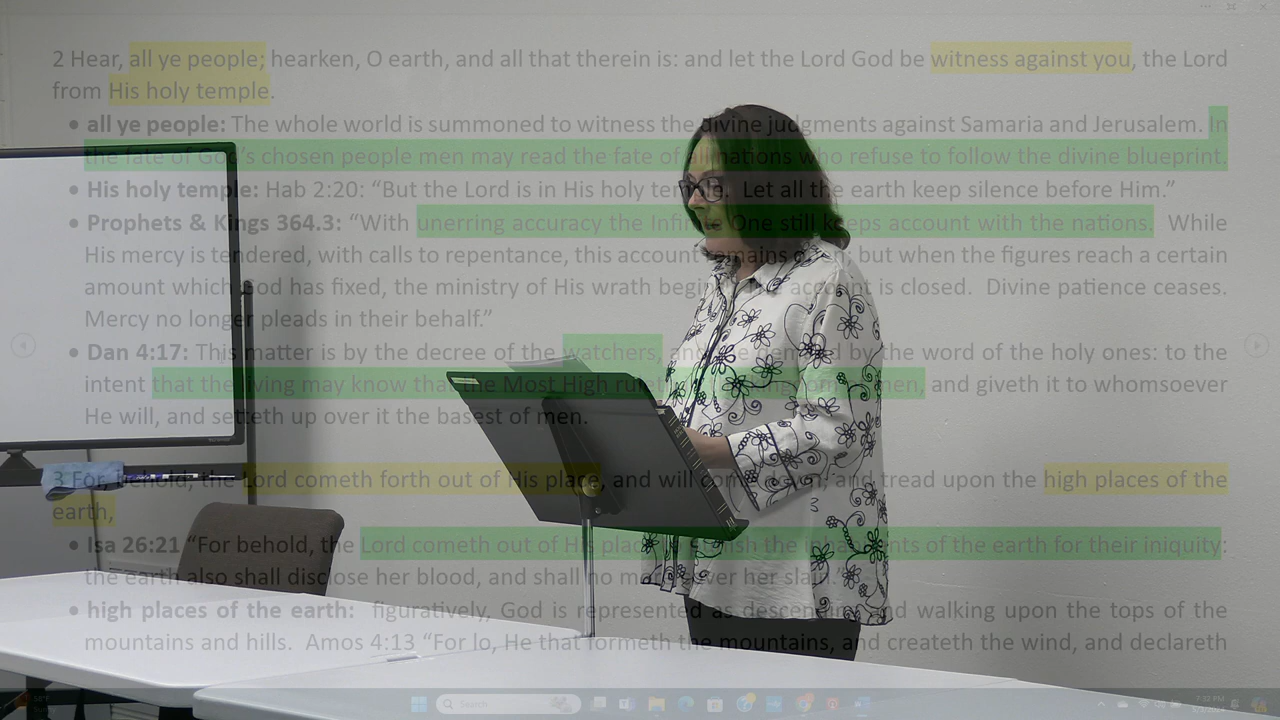 2 Hear, all ye people; hearken, O earth, and all that therein is: and let the Lord God be witness against you, the Lord
from His holy temple.
• all ye people: The whole world is summoned to witness the divine judgments against Samaria and Jerusalem. In
the fate of God's chosen people men may read the fate of all nations who refuse to follow the divine blueprint.
• His holy temple: Hab 2:20: “But the Lord is in His holy temple. Let all the earth keep silence before Him.”
• Prophets & Kings 364.3: “With unerring accuracy the Infinite One still keeps account with the nations. While
His mercy is tendered, with calls to repentance, this account remains but when the figures reach a certain
amount which God has fixed, the ministry of His wrath begins account is closed. Divine patience ceases.
Mercy no longer pleads in their behalf.”
• Dan 4:17: This matter is by the decree of the watchers, and the demand by the word of the holy ones: to the
intent that the living may know that the Most High men, and giveth it to whomsoever
He will, and setteth up over it the basest of men.
3 For, behold, the Lord cometh forth out of His place, and will come down, and tread upon the high places of the
earth,
• Isa 26:21 “For behold, the Lord cometh out of His place of the earth for their iniquity:
the earth also shall disclose her blood, and shall no more cover her slain.”
• high places of the earth: figuratively, God is represented as descending and walking upon the tops of the
mountains and hills. Amos 4:13 “For lo, He that formeth the mountains, and createth the wind, and declareth
Search
7:32 PM